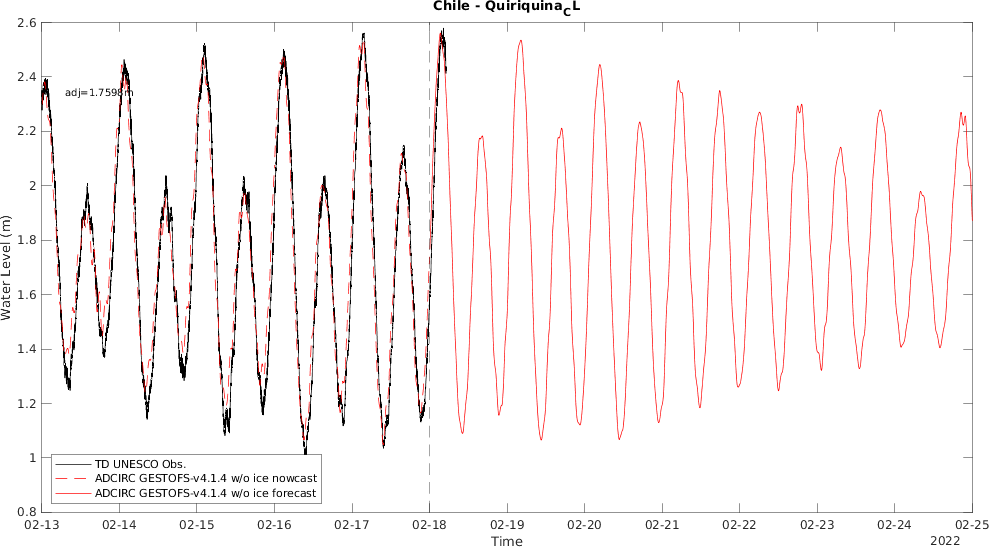 Chile - Quiriquina_CL
2.6
2.4
2.2
2
1.8
1.6
1.4
1.2
1
0.8
Water Level (m)
adj=1.7598m
TD UNESCO Obs.
ADCIRC GESTOFS-v4.1.4 w/o ice nowcast
ADCIRC GESTOFS-v4.1.4 w/o ice forecast
02-13 02-14 02-15 02-16 02-17 02-18 02-19 02-20 02-21 02-22 02-23 02-24 02-25
Time
2022